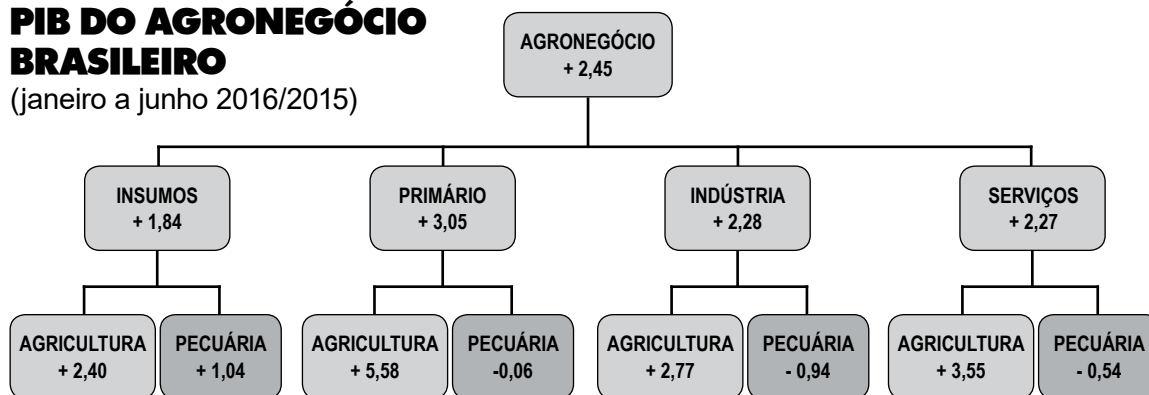 PIB DO AGRONEGÓCIO
BRASILEIRO
(janeiro a junho 2016/2015)
AGRONEGÓCIO
+ 2,45
INSUMOS
+ 1,84
PRIMÁRIO
+ 3,05
INDÚSTRIA
+ 2,28
SERVIÇOS
+ 2,27
AGRICULTURA
+ 2,40
PECUÁRIA
+ 1,04
AGRICULTURA
+ 5,58
PECUÁRIA
-0,06
AGRICULTURA
+ 2,77
PECUÁRIA
- 0,94
AGRICULTURA
+ 3,55
PECUÁRIA
- 0,54